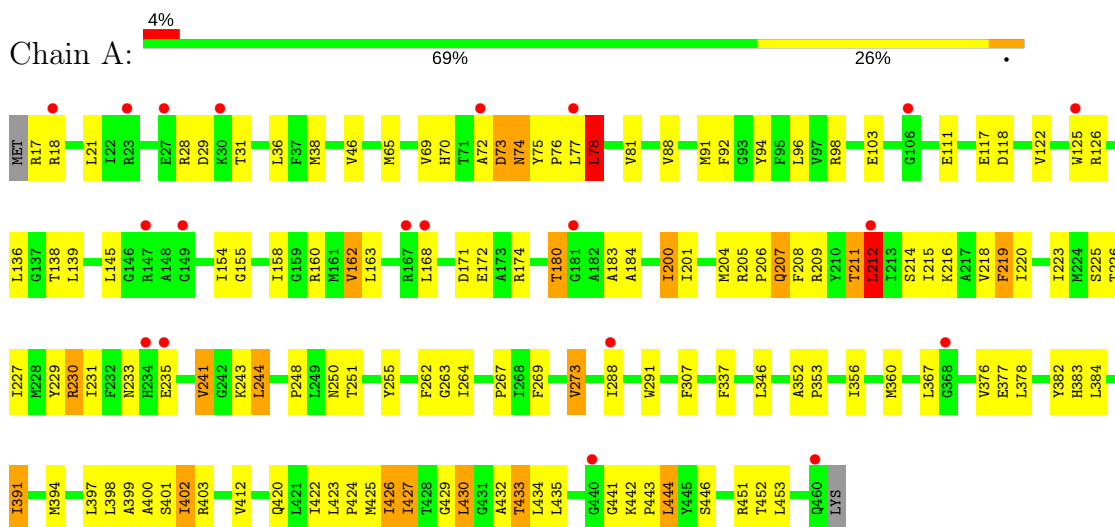 4%
Chain A:
69% 26% •
MET R17 R18 L21 I22 R23 E27 R28 D29 K30 T31 L36 F37 M38 V46 M65 V69 H70 T71 A72 D73 N74 Y75 P76 L77 L78 V81 V88 M91 F92 G93 Y94 F95 L96 V97 R98 E103 G106 E111 E117 D118 V122 W125 R126
L136 G137 T138 L139 L145 G146 R147 A148 G149 I154 G155 I158 G159 R160 M161 V162 L163 R167 L168 D171 E172 A173 R174 T180 G181 A182 A183 A184 I200 I201 M204 R205 P206 Q207 F208 R209 Y210 T211 L212 I213 S214 I215 K216 A217 V218 F219 I220 I223 M224 S225 T226
I227 M228 Y229 R230 I231 F232 N233 H234 E235 V241 G242 K243 L244 P248 L249 N250 T251 Y255 F262 G263 I264 P267 I268 F269 V273 I288 W291 F307 F337 L346 A352 P353 I356 M360 L367 G368 V376 E377 L378 Y382 H383 L384
I391 M394 L397 L398 A399 A400 S401 I402 R403 V412 Q420 L421 I422 L423 P424 M425 I426 I427 T428 G429 L430 G431 A432 T433 L434 L435 G440 G441 K442 P443 L444 Y445 S446 R451 T452 L453 Q460 LYS